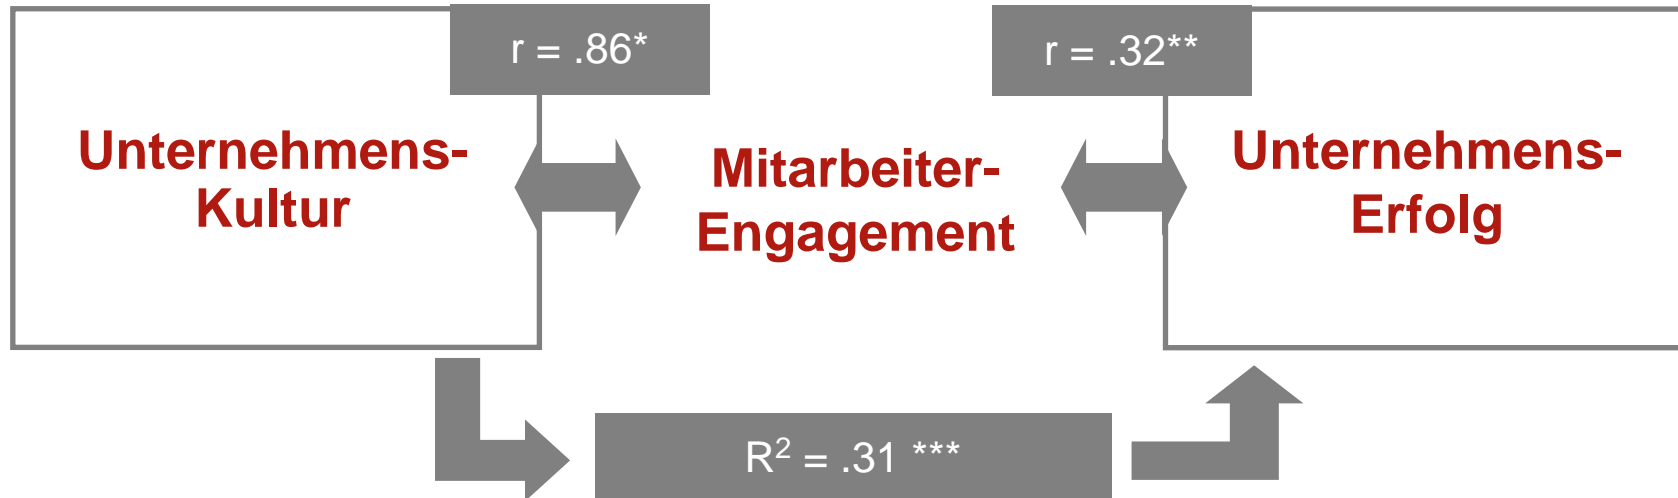 r = .86*
r = .32**
Unternehmens-
Kultur
Mitarbeiter-
Engagement
Unternehmens-
Erfolg
R² = .31 ***